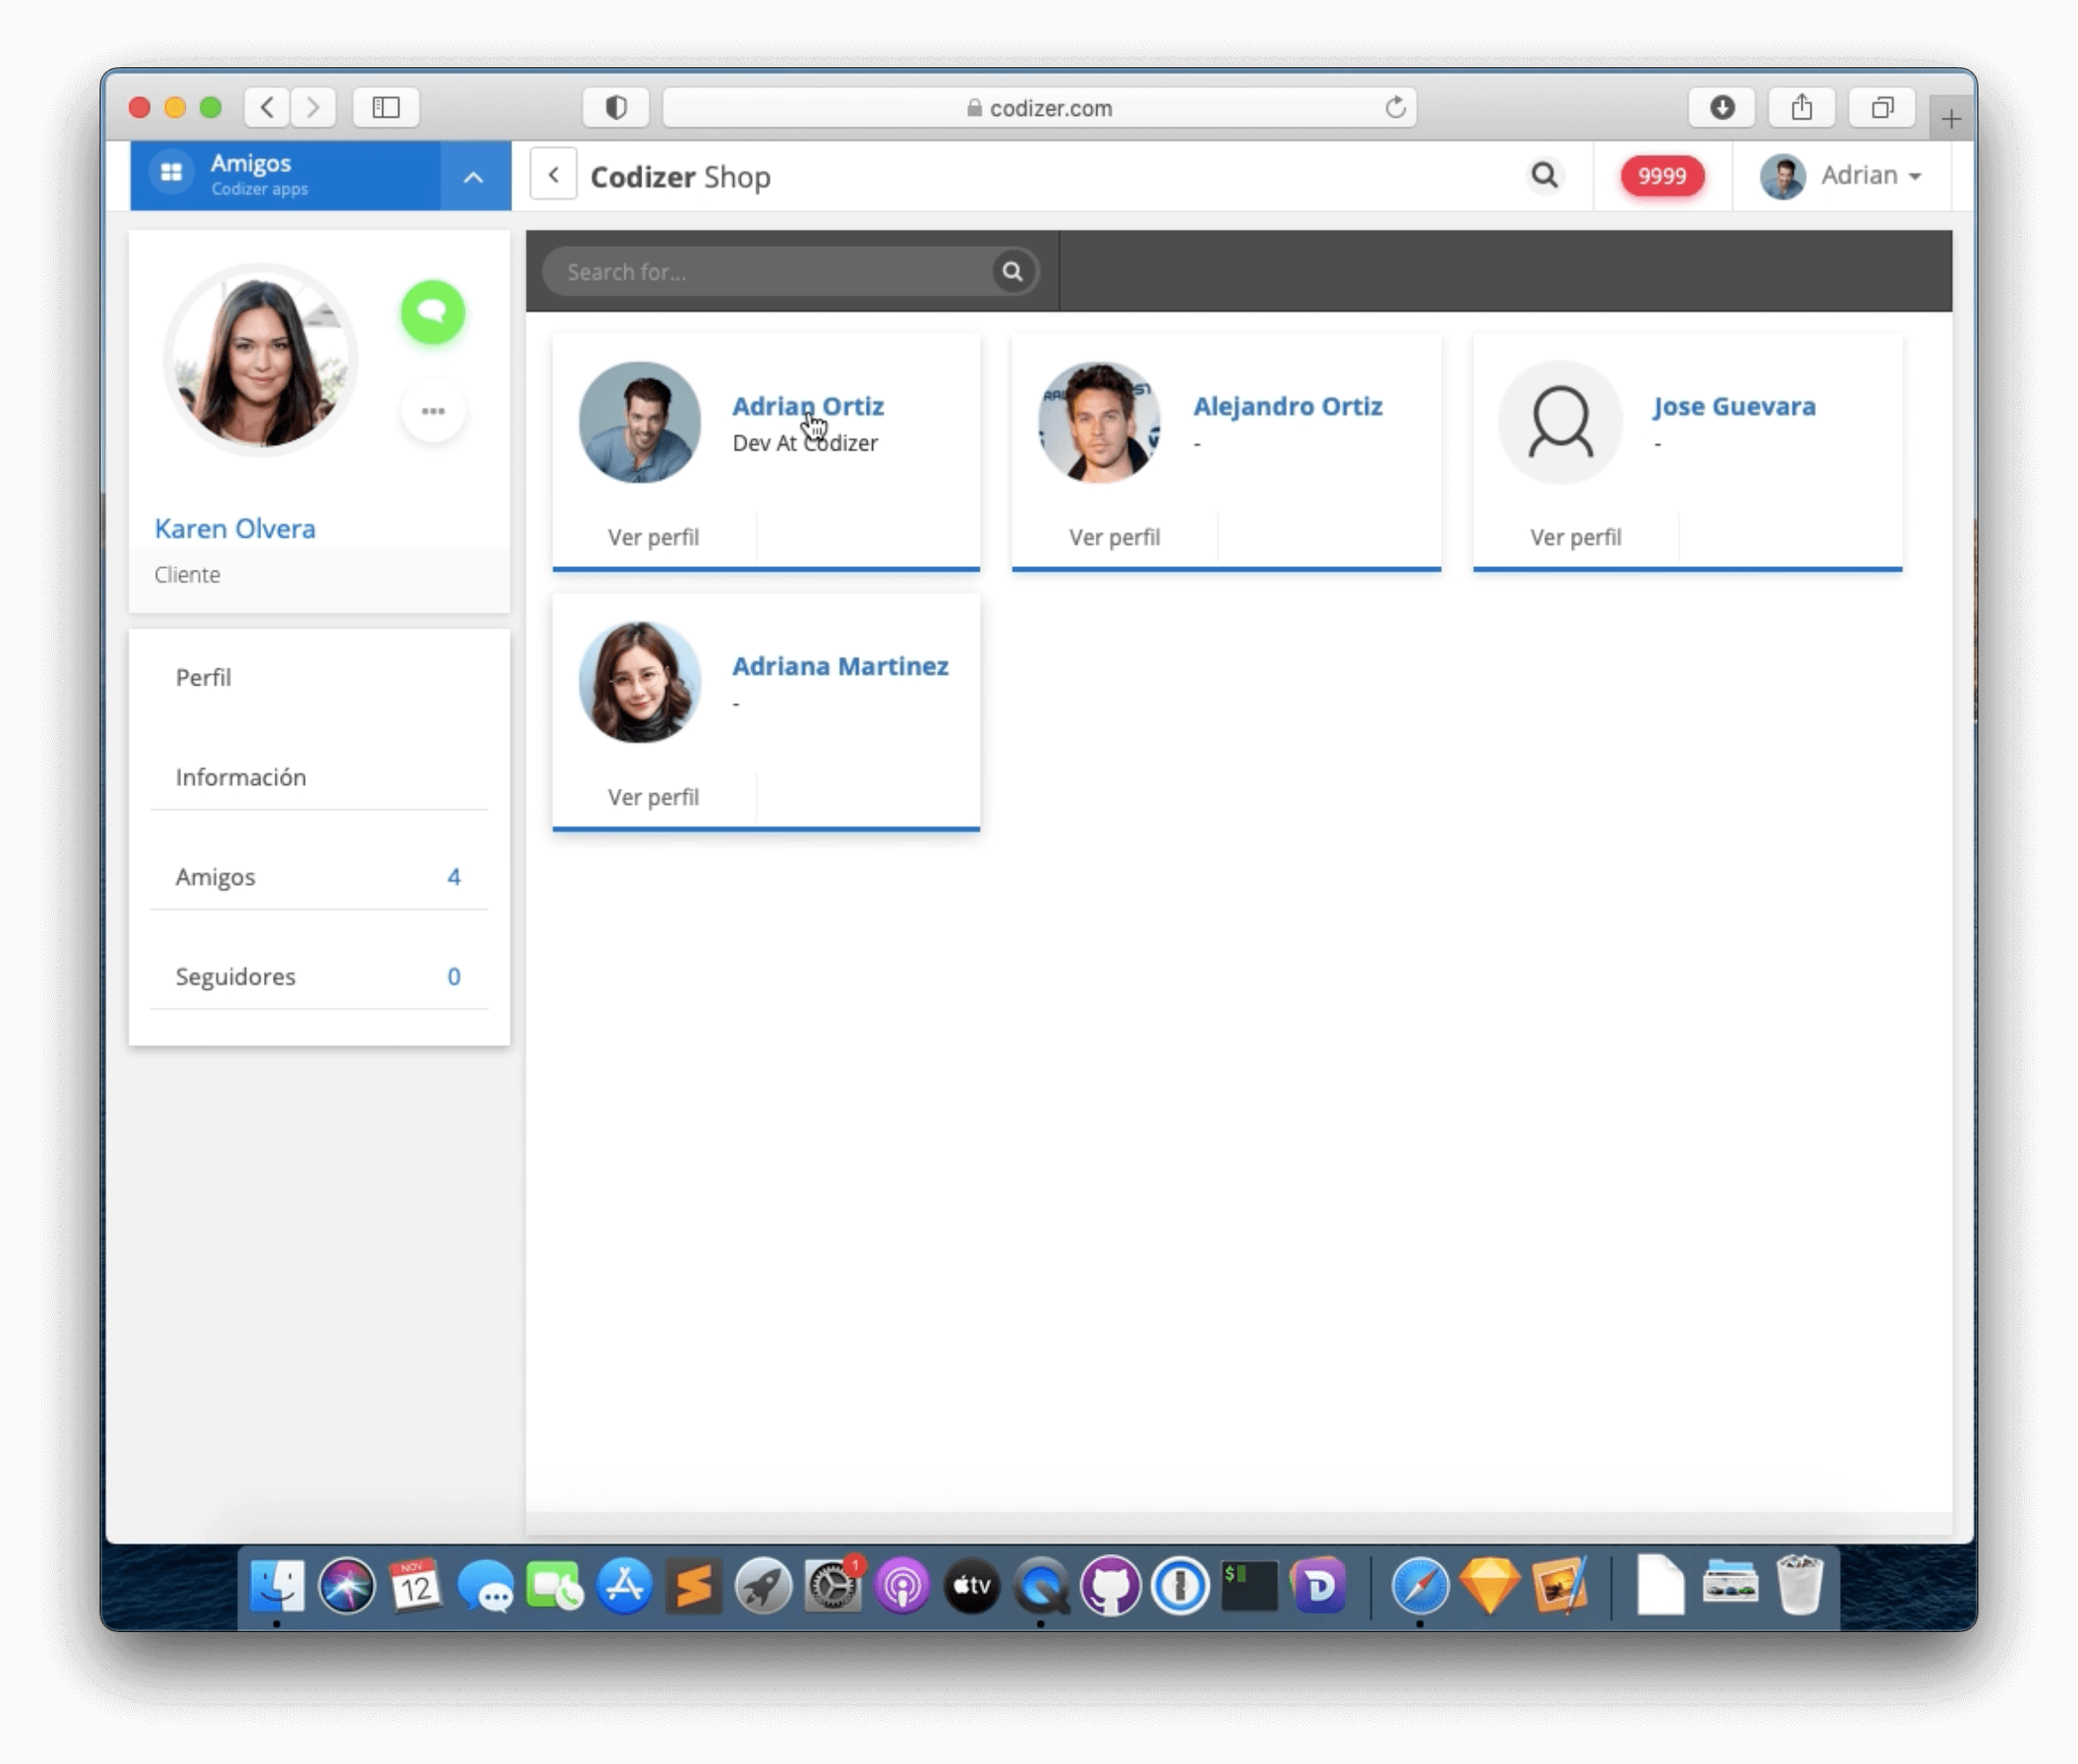 codizer.com
Amigos
Codizer apps
Codizer Shop
9999
Adrian
Search for...
Karen Olvera
Cliente
Perfil
Información
Amigos 4
Seguidores 0
Adrian Ortiz
Dev At Codizer
Ver perfil
Alejandro Ortiz
-
Ver perfil
Jose Guevara
-
Ver perfil
Adriana Martinez
-
Ver perfil
NOV
12
1
tv
$
D